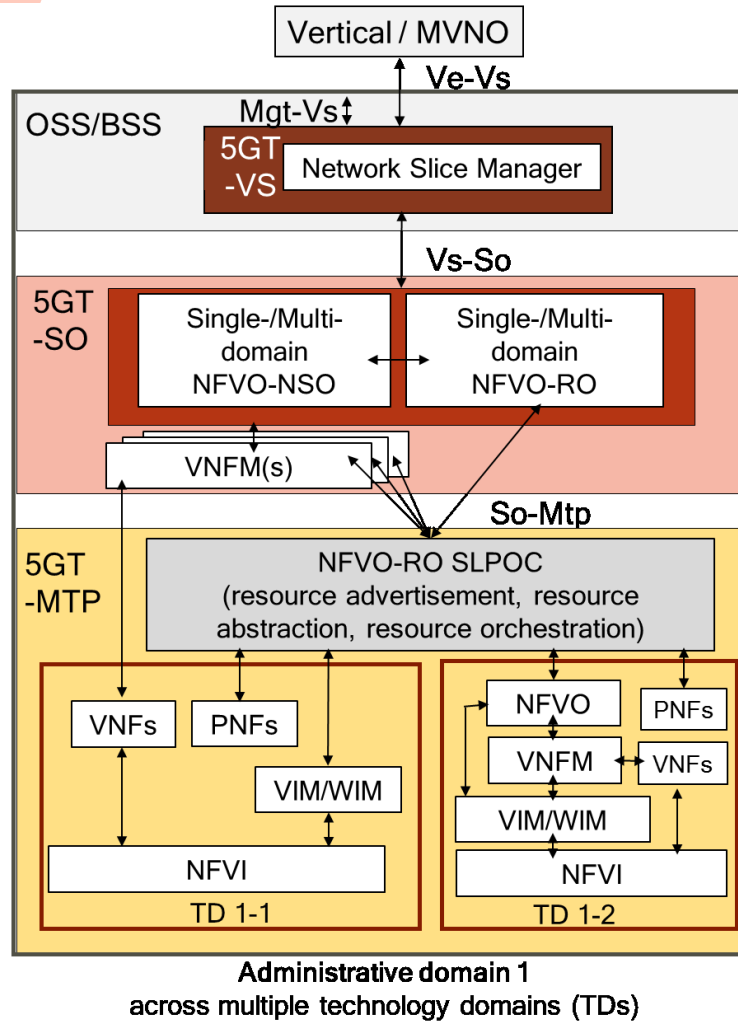 Vertical / MVNO
Ve-Vs
OSS/BSS
Mgt-Vs
5GT
-VS
Network Slice Manager
Vs-So
5GT
-SO
Single-/Multi-
domain
NFVO-NSO
Single-/Multi-
domain
NFVO-RO
VNFM(s)
So-Mtp
5GT
-MTP
NFVO-RO SLPOC
(resource advertisement, resource
abstraction, resource orchestration)
VNFs
PNFs
VIM/WIM
NFVI
TD 1-1
NFVO
PNFs
VNFM
VNFs
VIM/WIM
NFVI
TD 1-2
Administrative domain 1
across multiple technology domains (TDs)